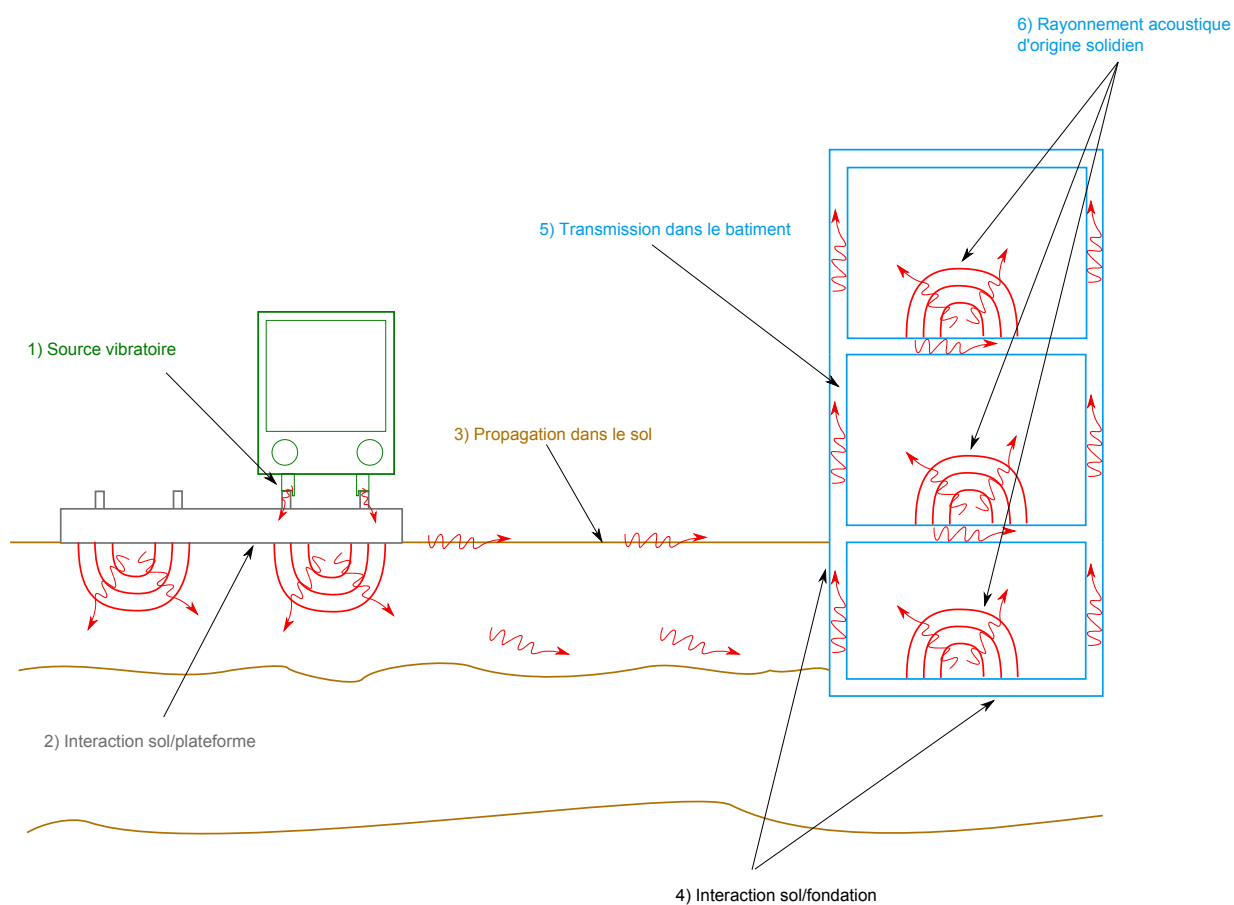 6) Rayonnement acoustique
d'origine solidien
5) Transmission dans le batiment
1) Source vibratoire
3) Propagation dans le sol
2) Interaction sol/plateforme
4) Interaction sol/fondation